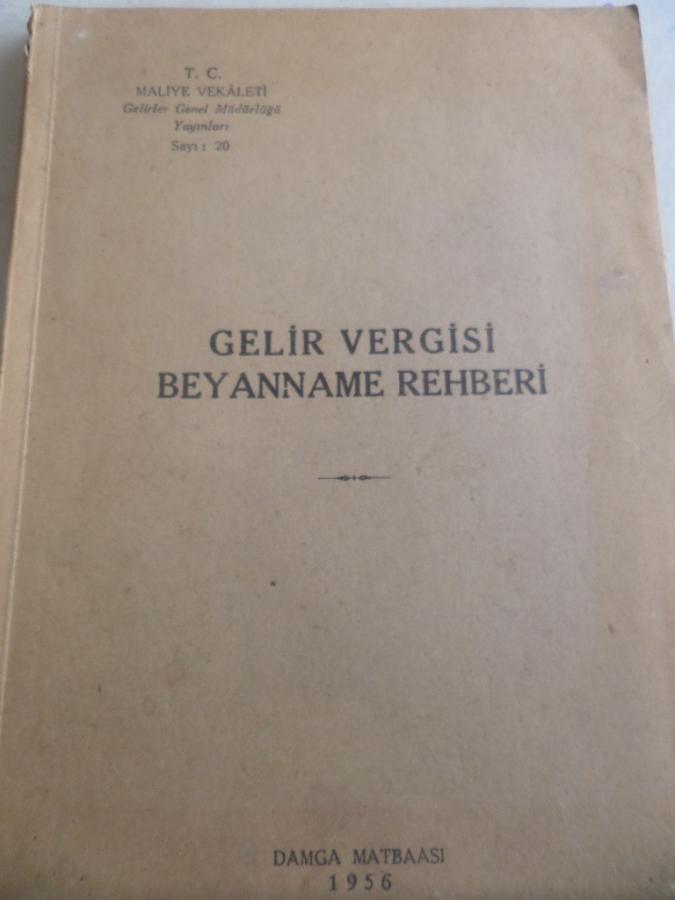 T. C.
MALİYE VEKÂLETİ
Gelirler Genel Müdürlüğü
Yayınları
Sayı : 20
GELİR VERGİSİ
BEYANNAME REHBERİ
DAMGA MATBAASI
1956